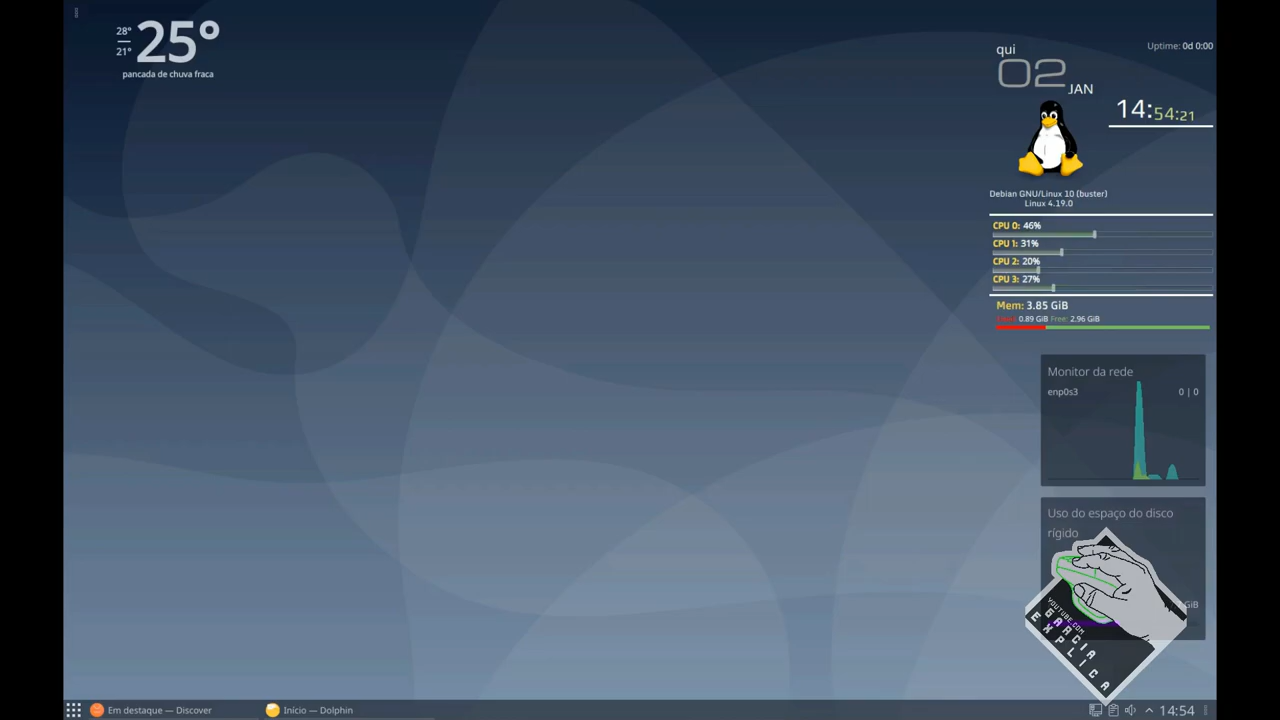 28°
25°
21°
pancada de chuva fraca
qui
02
JAN
Uptime: 0d 0:00
14:54:21
Debian GNU/Linux 10 (buster)
Linux 4.19.0
CPU 0: 46%
CPU 1: 31%
CPU 2: 20%
CPU 3: 27%
Mem: 3.85 GiB
0.89 GiB Free: 2.96 GiB
Monitor da rede
enp0s3 0 | 0
Uso do espaço do disco
rígido
GiB
YOUTUBE.COM
GARCIA
EXPLICA
Em destaque — Discover
Início — Dolphin
14:54